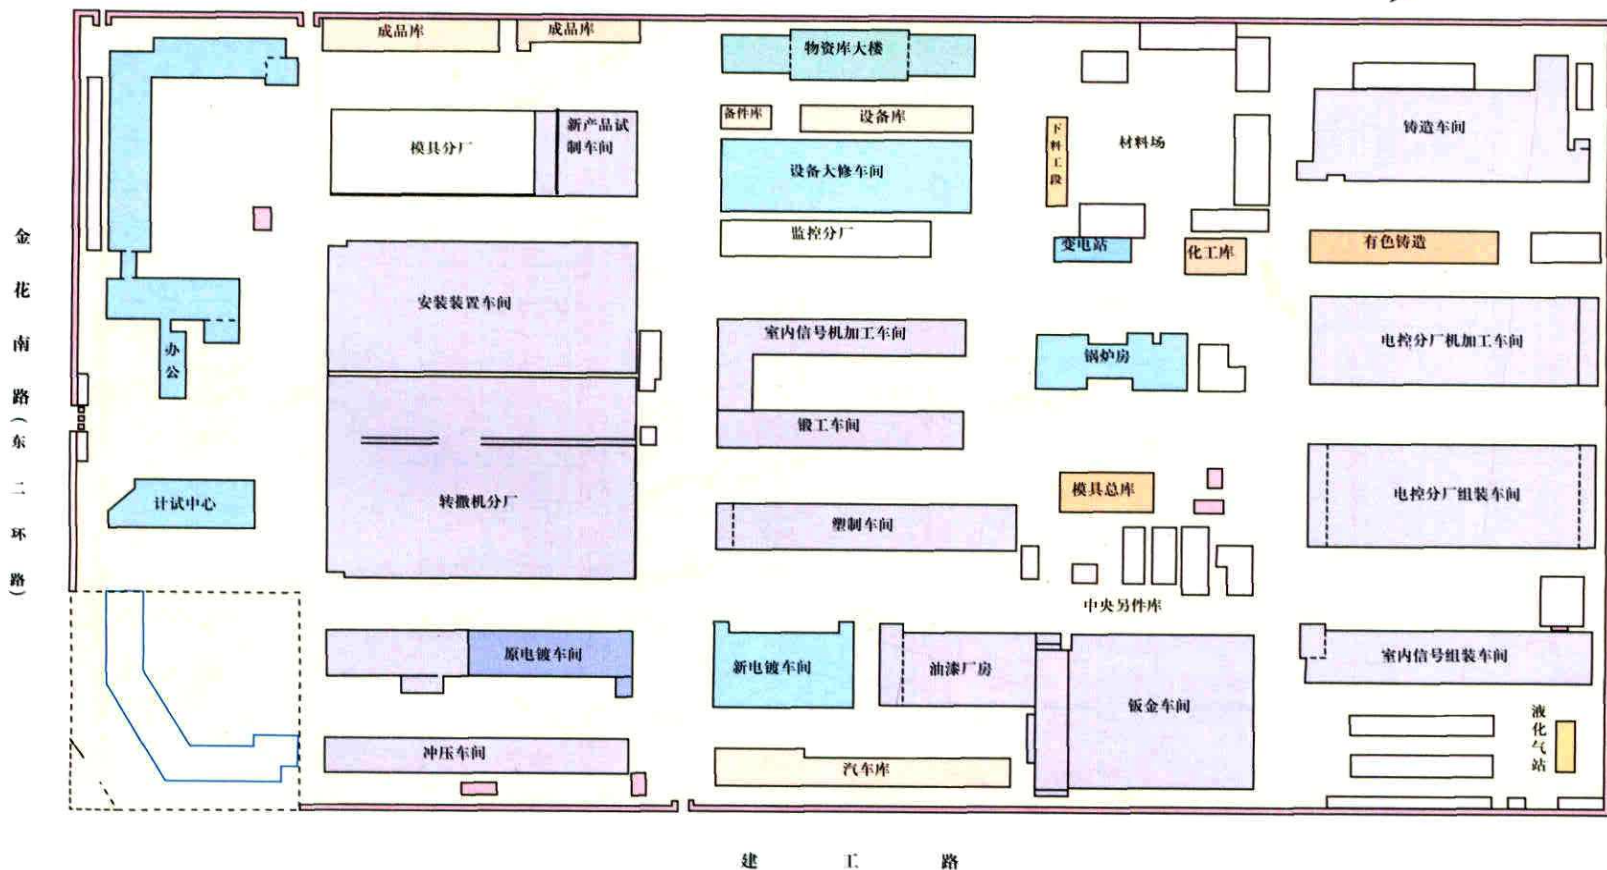 成品库
成品库
物资库大楼
备件库
设备库
模具分厂
新产品试
制车间
下料工段
材料场
铸造车间
设备大修车间
监控分厂
变电站
化工库
有色铸造
金花南路(东二环路)
安装装置车间
室内信号机加工车间
锅炉房
电控分厂机加工车间
办公
锻工车间
计试中心
转撤机分厂
塑制车间
模具总库
电控分厂组装车间
中央另件库
原电镀车间
新电镀车间
油漆厂房
钣金车间
室内信号组装车间
液化气站
冲压车间
汽车库
建工路